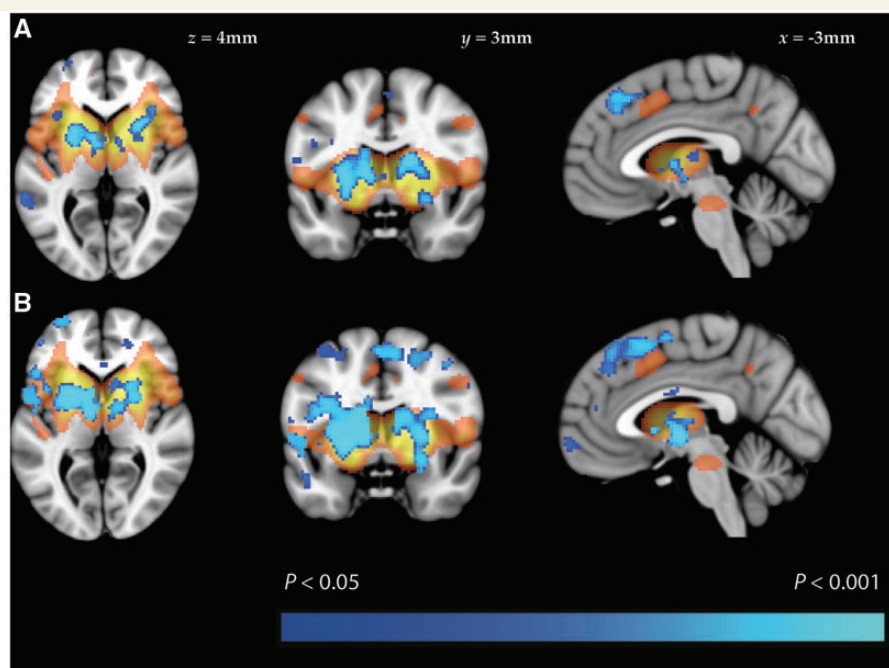 A
z = 4mm
y = 3mm
x = -3mm
B
P < 0.05
P < 0.001